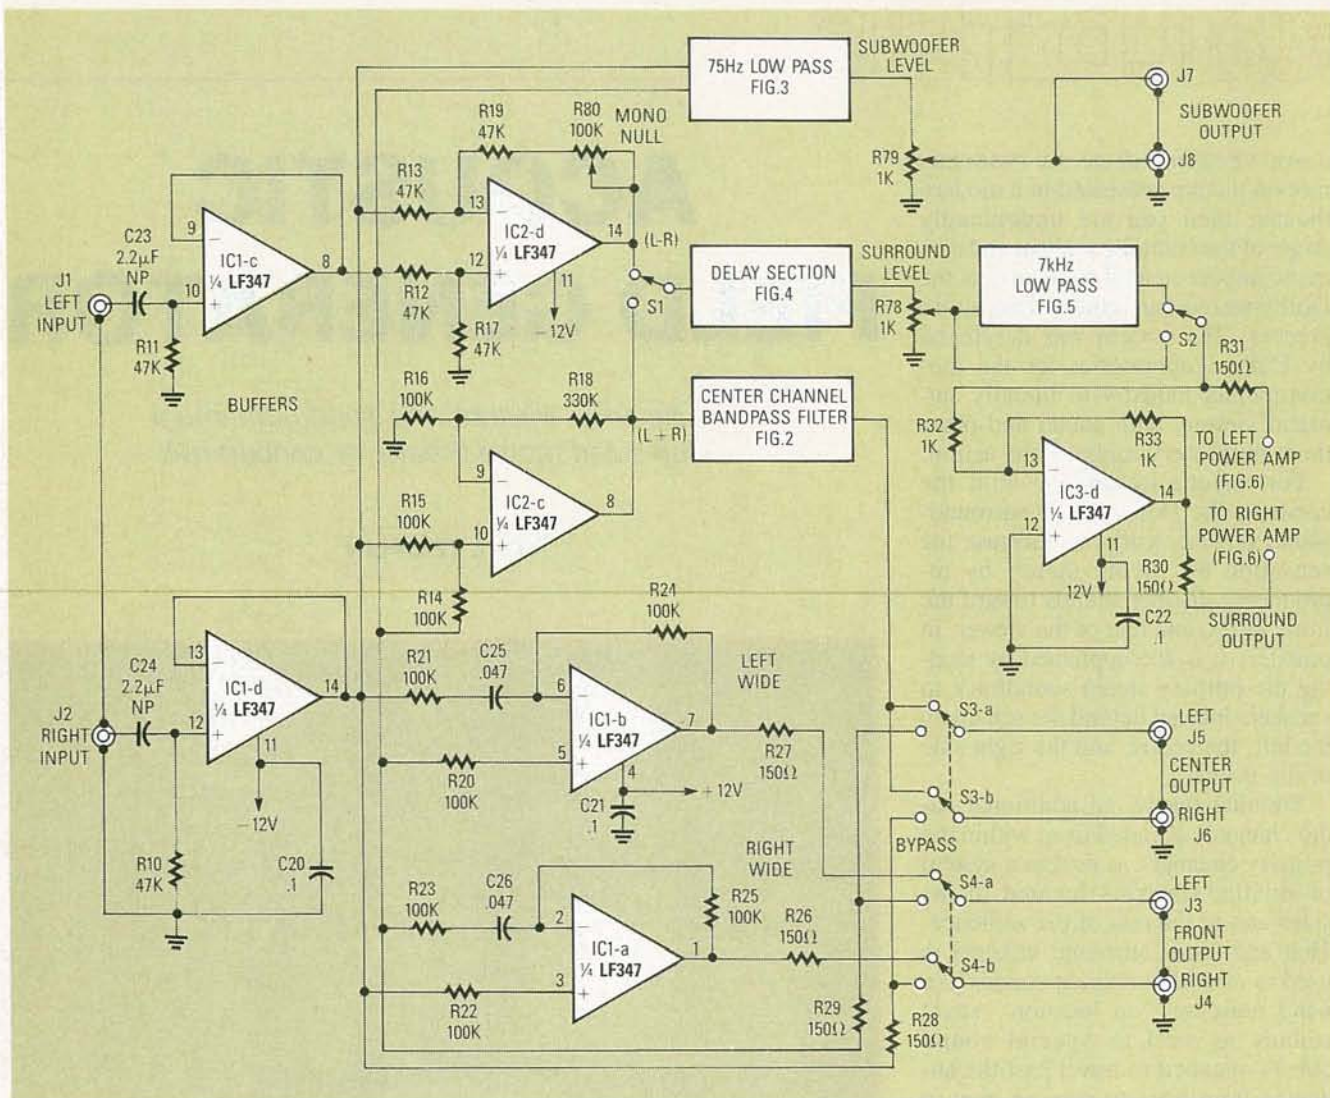 75Hz LOW PASS
FIG.3
SUBWOOFER
LEVEL
J7
SUBWOOFER
OUTPUT
J8
R79
1K
R19
47K
R80
100K
MONO
NULL
R13
47K
13
−
IC2-d
¼ LF347
12
+
14
11
−12V
R12
47K
R17
47K
(L-R)
S1
DELAY SECTION
FIG.4
SURROUND
LEVEL
R78
1K
7kHz
LOW PASS
FIG.5
S2
R31
150Ω
C23
2.2µF
NP
J1
LEFT
INPUT
9
−
IC1-c
¼ LF347
10
+
8
R11
47K
BUFFERS
R16
100K
R18
330K
(L + R)
CENTER CHANNEL
BANDPASS FILTER
FIG.2
−
IC2-c
¼ LF347
10
+
8
R15
100K
R14
100K
R32
1K
R33
1K
13
−
IC3-d
¼ LF347
12
+
14
11
12V
C22
.1
R30
150Ω
TO LEFT
POWER AMP
(FIG.6)
TO RIGHT
POWER AMP
(FIG.6)
SURROUND
OUTPUT
C24
2.2µF
NP
J2
RIGHT
INPUT
13
−
IC1-d
¼ LF347
12
+
14
11
−12V
R10
47K
C20
.1
R21
100K
C25
.047
R24
100K
LEFT
WIDE
6
−
IC1-b
¼ LF347
5
+
7
4
+12V
C21
.1
R20
100K
R27
150Ω
S3-a
S3-b
LEFT
J5
CENTER
OUTPUT
RIGHT
J6
BYPASS
RIGHT
WIDE
R23
100K
C26
.047
R25
100K
2
−
IC1-a
¼ LF347
3
+
1
R22
100K
R26
150Ω
S4-a
S4-b
R29
150Ω
R28
150Ω
LEFT
J3
FRONT
OUTPUT
RIGHT
J4